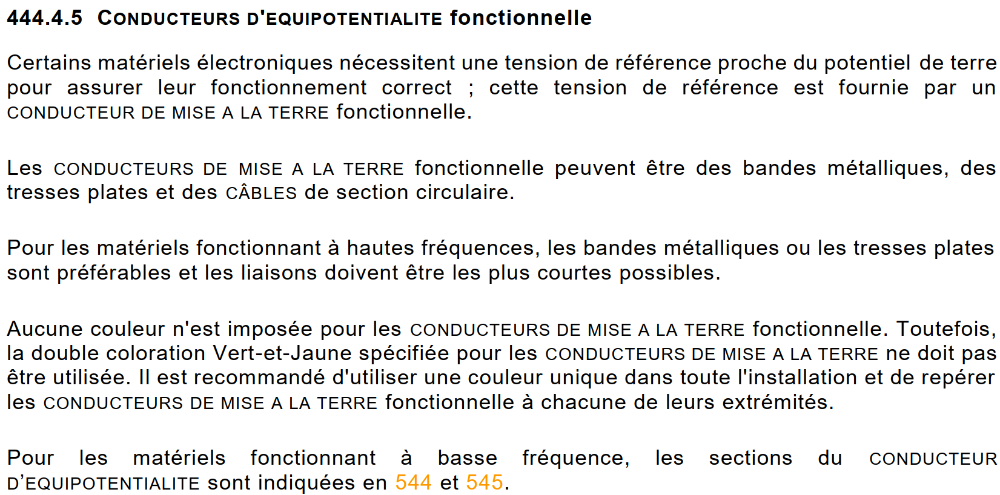 444.4.5 CONDUCTEURS D'EQUIPOTENTIALITE fonctionnelle
Certains matériels électroniques nécessitent une tension de référence proche du potentiel de terre
pour assurer leur fonctionnement correct ; cette tension de référence est fournie par un
CONDUCTEUR DE MISE A LA TERRE fonctionnelle.
Les CONDUCTEURS DE MISE A LA TERRE fonctionnelle peuvent être des bandes métalliques, des
tresses plates et des CÂBLES de section circulaire.
Pour les matériels fonctionnant à hautes fréquences, les bandes métalliques ou les tresses plates
sont préférables et les liaisons doivent être les plus courtes possibles.
Aucune couleur n'est imposée pour les CONDUCTEURS DE MISE A LA TERRE fonctionnelle. Toutefois,
la double coloration Vert-et-Jaune spécifiée pour les CONDUCTEURS DE MISE A LA TERRE ne doit pas
être utilisée. Il est recommandé d'utiliser une couleur unique dans toute l'installation et de repérer
les CONDUCTEURS DE MISE A LA TERRE fonctionnelle à chacune de leurs extrémités.
Pour les matériels fonctionnant à basse fréquence, les sections du CONDUCTEUR
D’EQUIPOTENTIALITE sont indiquées en 544 et 545.